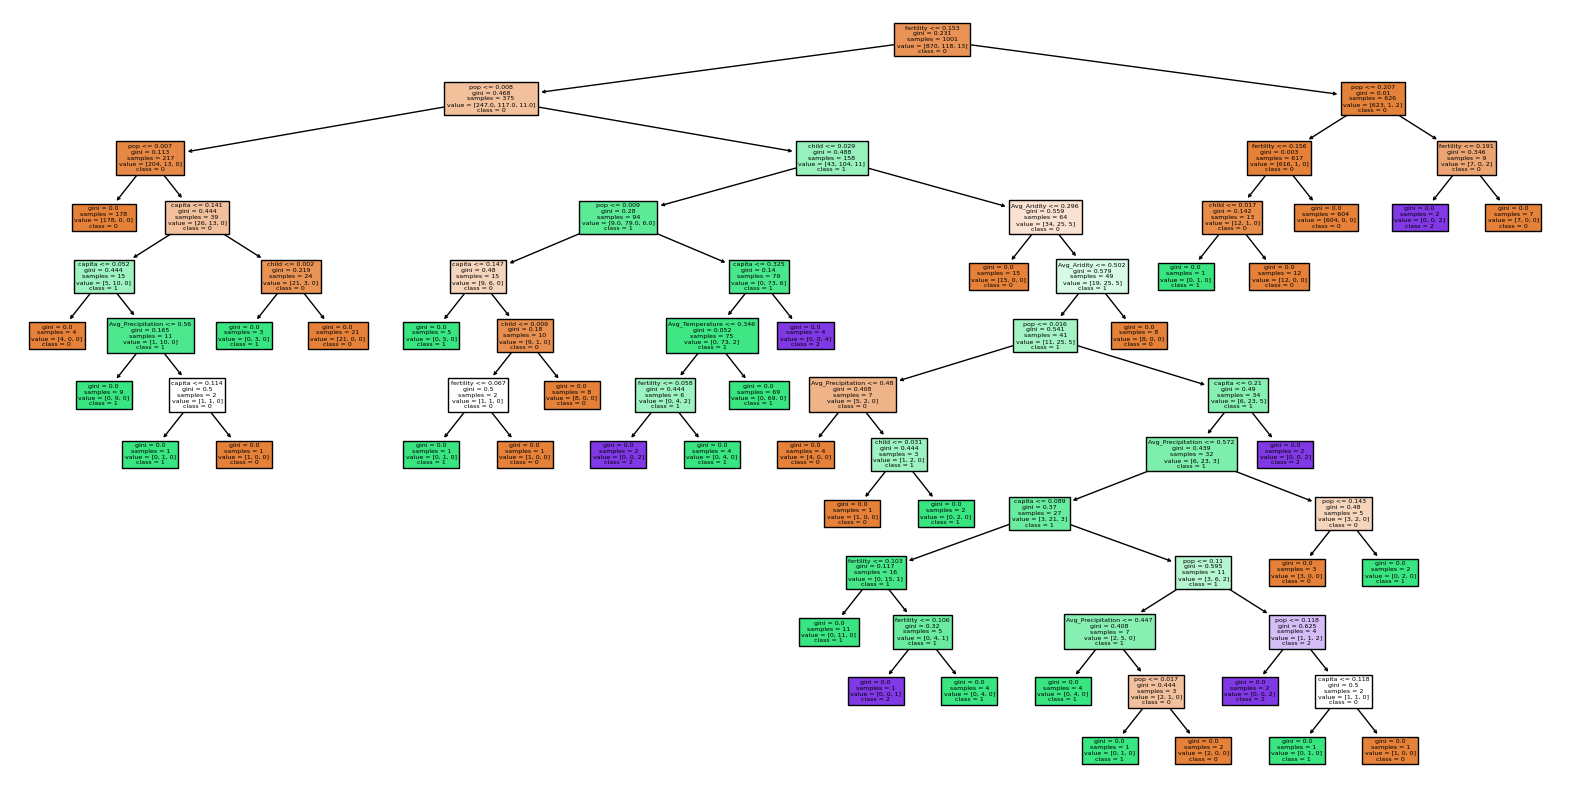 fertility <= 0.153
gini = 0.231
samples = 1001
value = [870, 118, 13]
class = 0
pop <= 0.008
gini = 0.468
samples = 375
value = [247.0, 117.0, 11.0]
class = 0
pop <= 0.207
gini = 0.01
samples = 626
value = [623, 1, 2]
class = 0
pop <= 0.007
gini = 0.113
samples = 217
value = [204, 13, 0]
class = 0
child <= 0.029
gini = 0.488
samples = 158
value = [43, 104, 11]
class = 1
fertility <= 0.156
gini = 0.003
samples = 617
value = [616, 1, 0]
class = 0
fertility <= 0.191
gini = 0.346
samples = 9
value = [7, 0, 2]
class = 0
gini = 0.0
samples = 178
value = [178, 0, 0]
class = 0
capita <= 0.141
gini = 0.444
samples = 39
value = [26, 13, 0]
class = 0
pop <= 0.009
gini = 0.28
samples = 94
value = [9.0, 79.0, 6.0]
class = 1
Avg_Aridity <= 0.296
gini = 0.559
samples = 64
value = [34, 25, 5]
class = 0
child <= 0.017
gini = 0.142
samples = 13
value = [12, 1, 0]
class = 0
gini = 0.0
samples = 604
value = [604, 0, 0]
class = 0
gini = 0.0
samples = 2
value = [0, 0, 2]
class = 2
gini = 0.0
samples = 7
value = [7, 0, 0]
class = 0
capita <= 0.052
gini = 0.444
samples = 15
value = [5, 10, 0]
class = 1
child <= 0.002
gini = 0.219
samples = 24
value = [21, 3, 0]
class = 0
capita <= 0.147
gini = 0.48
samples = 15
value = [9, 6, 0]
class = 0
capita <= 0.325
gini = 0.14
samples = 79
value = [0, 73, 6]
class = 1
gini = 0.0
samples = 15
value = [15, 0, 0]
class = 0
Avg_Aridity <= 0.502
gini = 0.579
samples = 49
value = [19, 25, 5]
class = 1
gini = 0.0
samples = 1
value = [0, 1, 0]
class = 1
gini = 0.0
samples = 12
value = [12, 0, 0]
class = 0
gini = 0.0
samples = 4
value = [4, 0, 0]
class = 0
Avg_Precipitation <= 0.56
gini = 0.165
samples = 11
value = [1, 10, 0]
class = 1
gini = 0.0
samples = 3
value = [0, 3, 0]
class = 1
gini = 0.0
samples = 21
value = [21, 0, 0]
class = 0
gini = 0.0
samples = 5
value = [0, 5, 0]
class = 1
child <= 0.009
gini = 0.18
samples = 10
value = [9, 1, 0]
class = 0
Avg_Temperature <= 0.346
gini = 0.052
samples = 75
value = [0, 73, 2]
class = 1
gini = 0.0
samples = 4
value = [0, 0, 4]
class = 2
pop <= 0.016
gini = 0.541
samples = 41
value = [11, 25, 5]
class = 1
gini = 0.0
samples = 8
value = [8, 0, 0]
class = 0
gini = 0.0
samples = 9
value = [0, 9, 0]
class = 1
capita <= 0.114
gini = 0.5
samples = 2
value = [1, 1, 0]
class = 0
fertility <= 0.067
gini = 0.5
samples = 2
value = [1, 1, 0]
class = 0
gini = 0.0
samples = 8
value = [8, 0, 0]
class = 0
fertility <= 0.058
gini = 0.444
samples = 6
value = [0, 4, 2]
class = 1
gini = 0.0
samples = 69
value = [0, 69, 0]
class = 1
Avg_Precipitation <= 0.48
gini = 0.408
samples = 7
value = [5, 2, 0]
class = 0
capita <= 0.21
gini = 0.49
samples = 34
value = [6, 23, 5]
class = 1
gini = 0.0
samples = 1
value = [0, 1, 0]
class = 1
gini = 0.0
samples = 1
value = [1, 0, 0]
class = 0
gini = 0.0
samples = 1
value = [0, 1, 0]
class = 1
gini = 0.0
samples = 1
value = [1, 0, 0]
class = 0
gini = 0.0
samples = 2
value = [0, 0, 2]
class = 2
gini = 0.0
samples = 4
value = [0, 4, 0]
class = 1
gini = 0.0
samples = 4
value = [4, 0, 0]
class = 0
child <= 0.031
gini = 0.444
samples = 3
value = [1, 2, 0]
class = 1
Avg_Precipitation <= 0.572
gini = 0.439
samples = 32
value = [6, 23, 3]
class = 1
gini = 0.0
samples = 2
value = [0, 0, 2]
class = 2
gini = 0.0
samples = 1
value = [1, 0, 0]
class = 0
gini = 0.0
samples = 2
value = [0, 2, 0]
class = 1
capita <= 0.089
gini = 0.37
samples = 27
value = [3, 21, 3]
class = 1
pop <= 0.143
gini = 0.48
samples = 5
value = [3, 2, 0]
class = 0
fertility <= 0.103
gini = 0.117
samples = 16
value = [0, 15, 1]
class = 1
pop <= 0.11
gini = 0.595
samples = 11
value = [3, 6, 2]
class = 1
gini = 0.0
samples = 3
value = [3, 0, 0]
class = 0
gini = 0.0
samples = 2
value = [0, 2, 0]
class = 1
gini = 0.0
samples = 11
value = [0, 11, 0]
class = 1
fertility <= 0.106
gini = 0.32
samples = 5
value = [0, 4, 1]
class = 1
Avg_Precipitation <= 0.447
gini = 0.408
samples = 7
value = [2, 5, 0]
class = 1
pop <= 0.118
gini = 0.625
samples = 4
value = [1, 1, 2]
class = 2
gini = 0.0
samples = 1
value = [0, 0, 1]
class = 2
gini = 0.0
samples = 4
value = [0, 4, 0]
class = 1
gini = 0.0
samples = 4
value = [0, 4, 0]
class = 1
pop <= 0.017
gini = 0.444
samples = 3
value = [2, 1, 0]
class = 0
gini = 0.0
samples = 2
value = [0, 0, 2]
class = 2
capita <= 0.118
gini = 0.5
samples = 2
value = [1, 1, 0]
class = 0
gini = 0.0
samples = 1
value = [0, 1, 0]
class = 1
gini = 0.0
samples = 2
value = [2, 0, 0]
class = 0
gini = 0.0
samples = 1
value = [0, 1, 0]
class = 1
gini = 0.0
samples = 1
value = [1, 0, 0]
class = 0